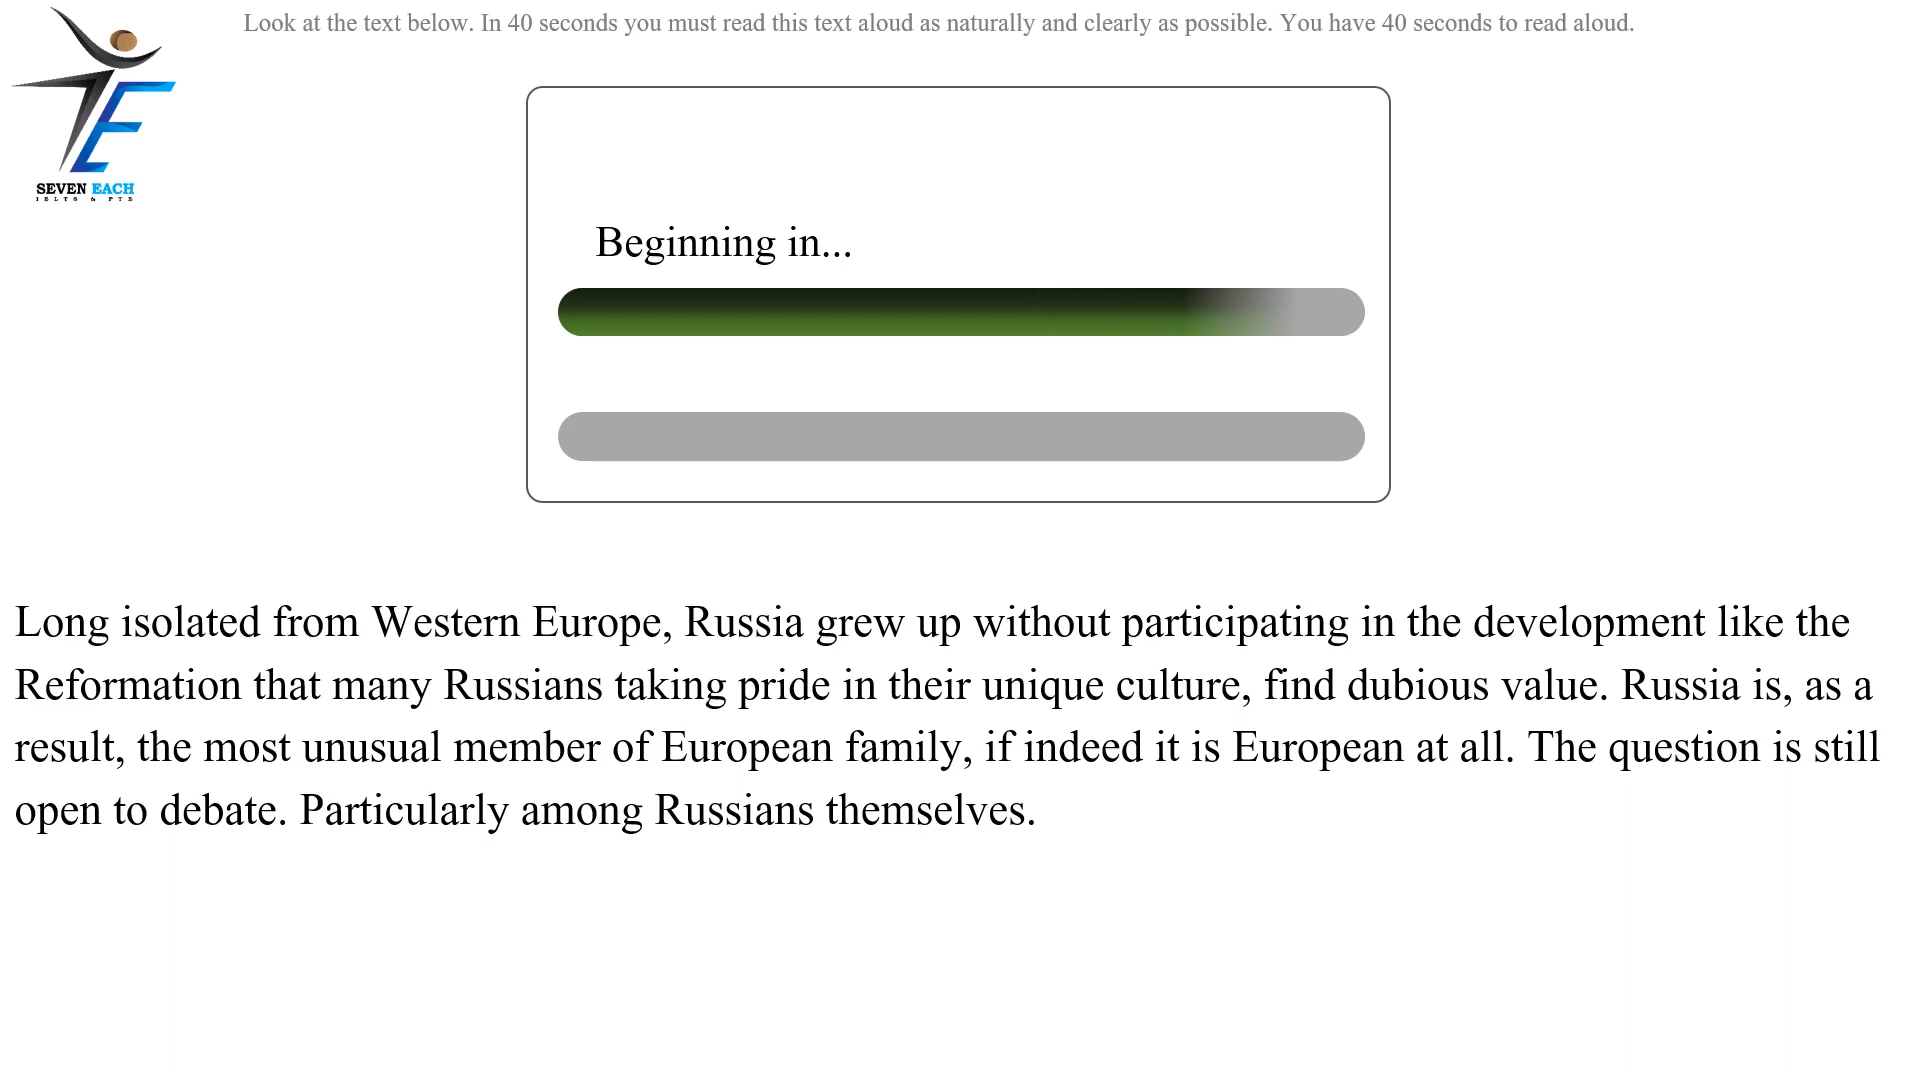 Look at the text below. In 40 seconds you must read this text aloud as naturally and clearly as possible. You have 40 seconds to read aloud.
SEVEN EACH
IELTS & PTE
Beginning in...
Long isolated from Western Europe, Russia grew up without participating in the development like the
Reformation that many Russians taking pride in their unique culture, find dubious value. Russia is, as a
result, the most unusual member of European family, if indeed it is European at all. The question is still
open to debate. Particularly among Russians themselves.